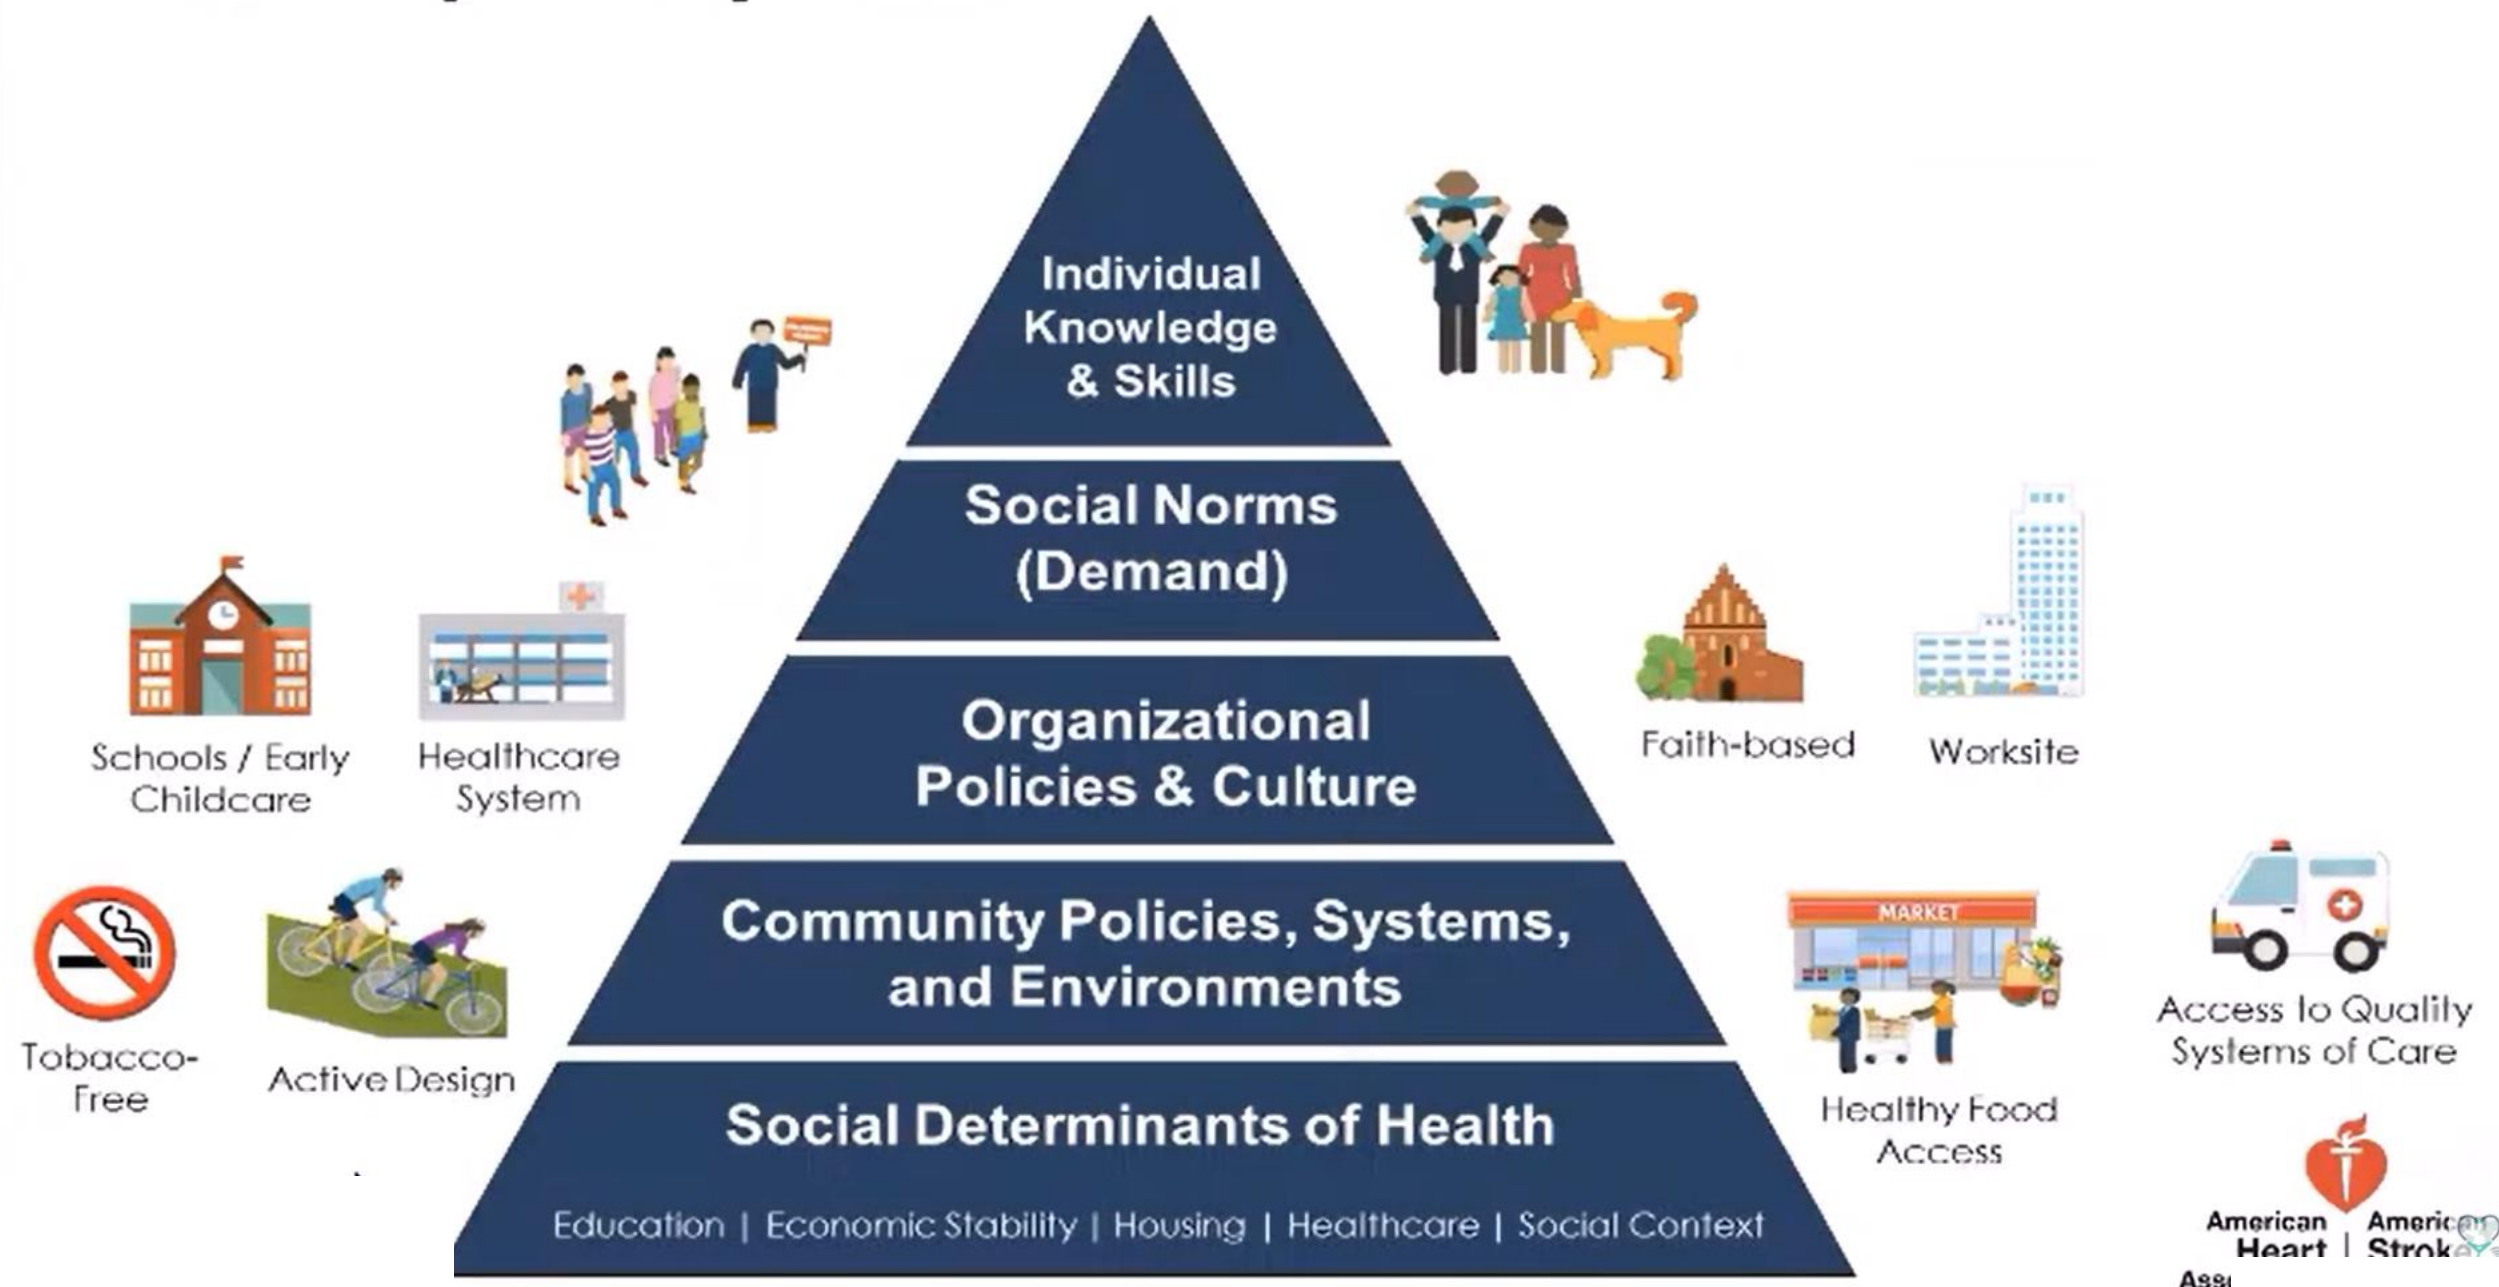 Individual
Knowledge
& Skills
Social Norms
(Demand)
Schools / Early
Childcare
Healthcare
System
Organizational
Policies & Culture
Faith-based
Worksite
Tobacco-
Free
Active Design
Community Policies, Systems,
and Environments
MARKET
Healthy Food
Access
Access to Quality
Systems of Care
Social Determinants of Health
Education | Economic Stability | Housing | Healthcare | Social Context
American
Heart
American
Stroke